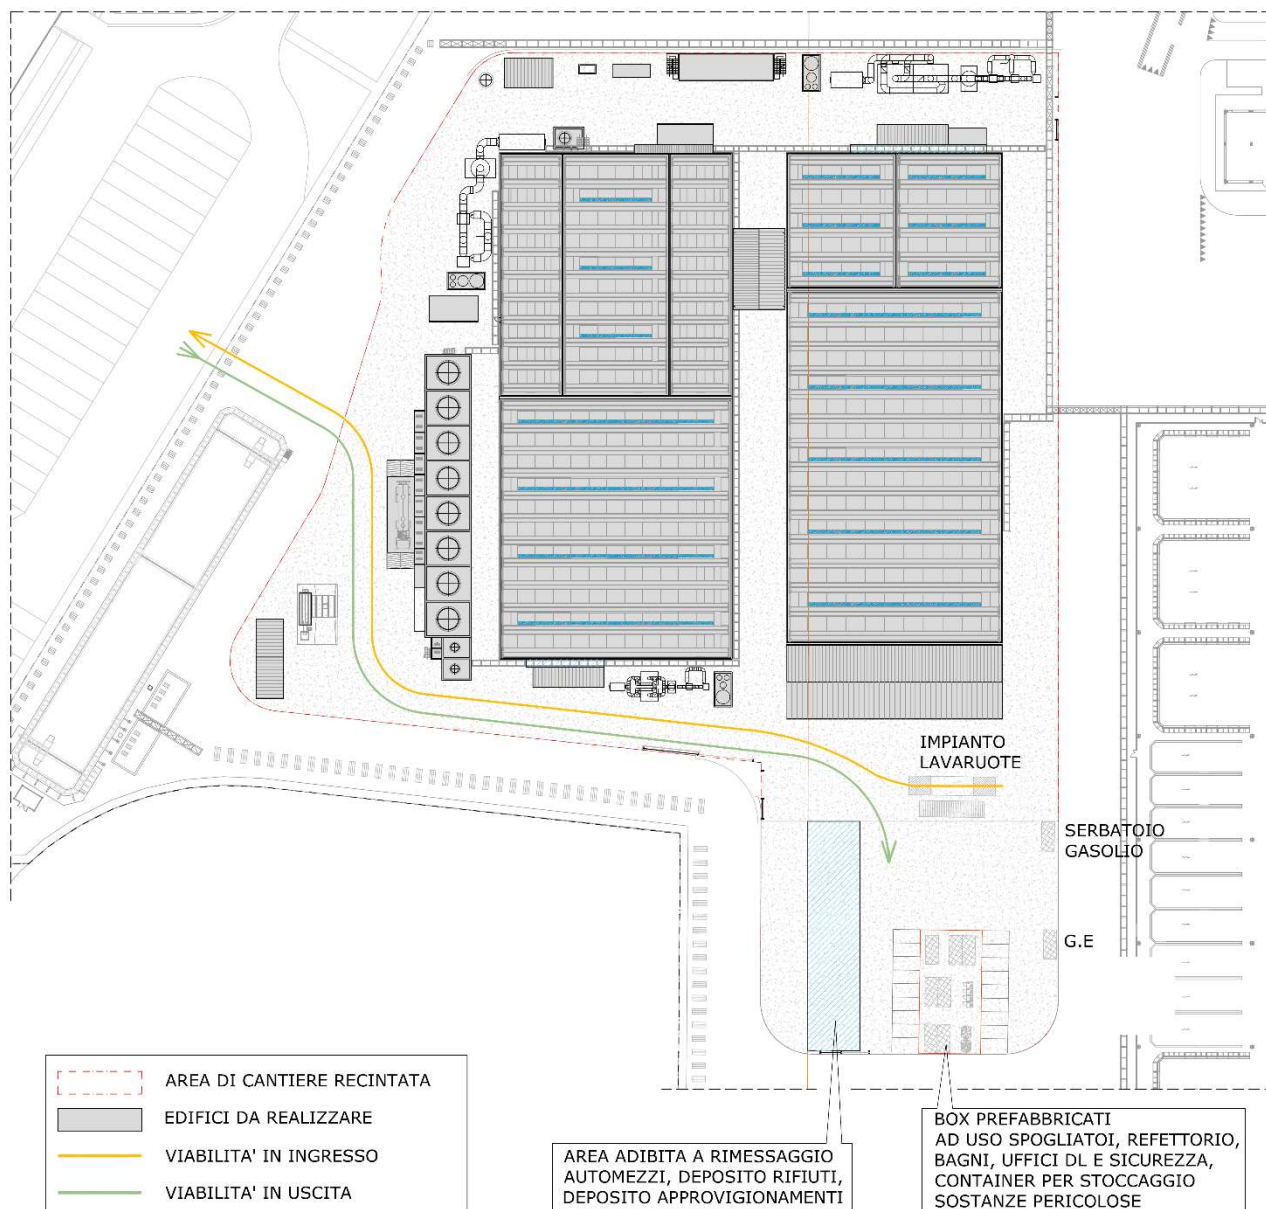 IMPIANTO
LAVARUOTE
SERBATOIO
GASOLIO
G.E
AREA DI CANTIERE RECINTATA
EDIFICI DA REALIZZARE
VIABILITA' IN INGRESSO
VIABILITA' IN USCITA
AREA ADIBITA A RIMESSAGGIO
AUTOMEZZI, DEPOSITO RIFIUTI,
DEPOSITO APPROVIGIONAMENTI
BOX PREFABBRICATI
AD USO SPOGLIATOI, REFETTORIO,
BAGNI, UFFICI DL E SICUREZZA,
CONTAINER PER STOCCAGGIO
SOSTANZE PERICOLOSE